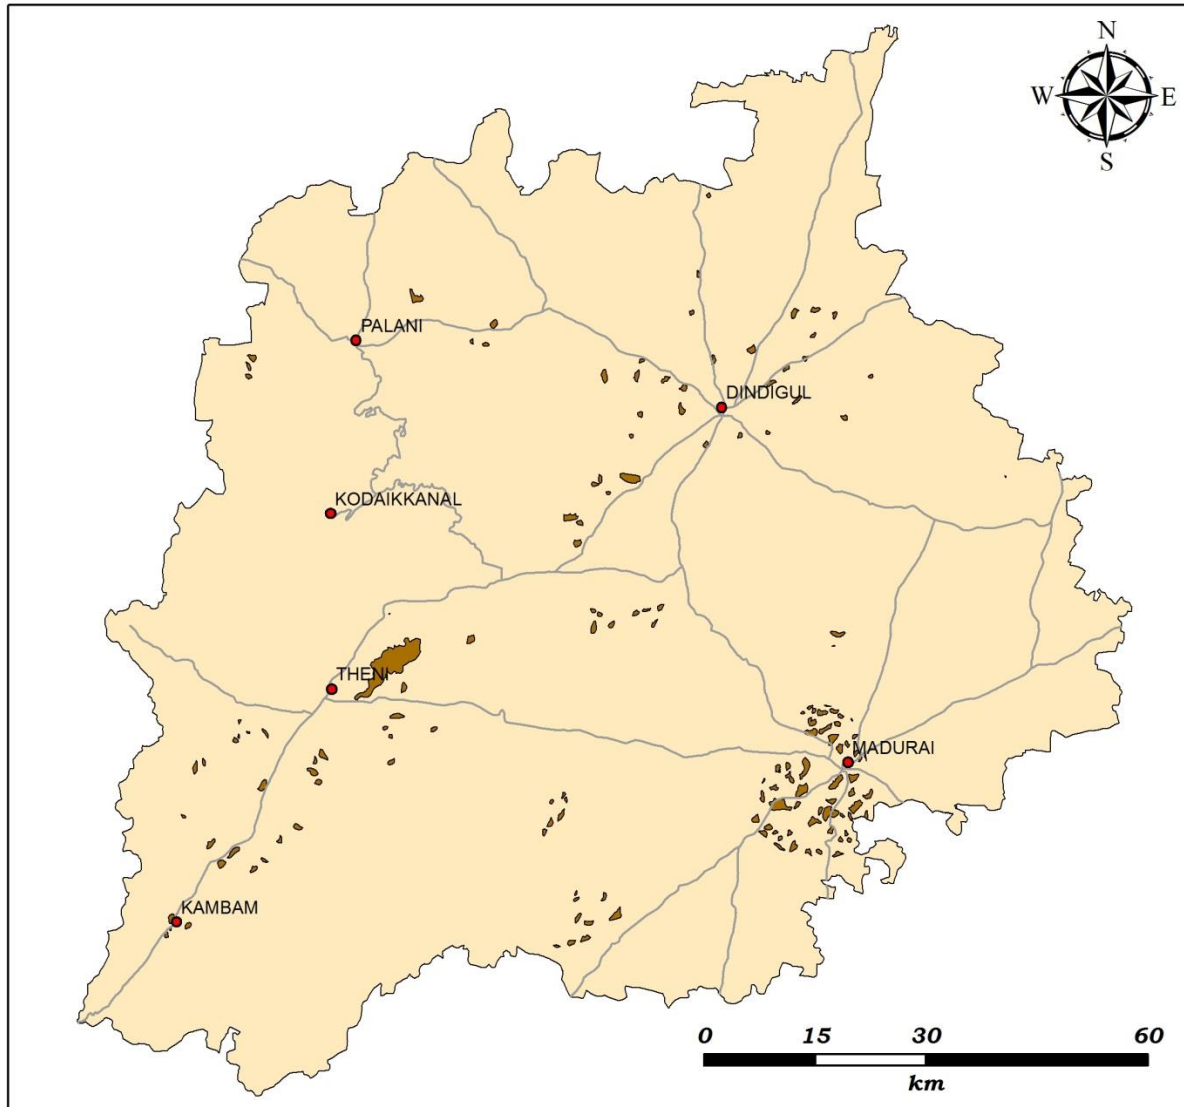 N
W E
S
PALANI
DINDIGUL
KODAIKKANAL
THENI
MADURAI
KAMBAM
0 15 30 60
km